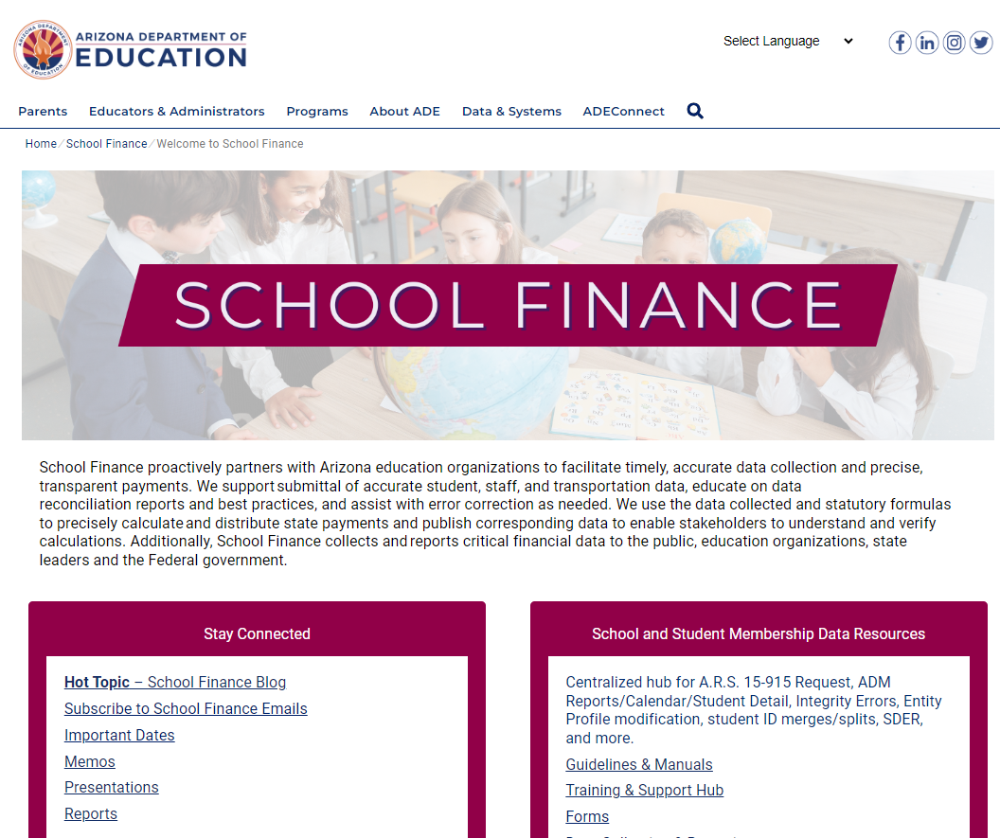 ARIZONA DEPARTMENT OF EDUCATION
ARIZONA DEPARTMENT OF
EDUCATION
Select Language
Parents
Educators & Administrators
Programs
About ADE
Data & Systems
ADEConnect
Home / School Finance / Welcome to School Finance
SCHOOL FINANCE
School Finance proactively partners with Arizona education organizations to facilitate timely, accurate data collection and precise,
transparent payments. We support submittal of accurate student, staff, and transportation data, educate on data
reconciliation reports and best practices, and assist with error correction as needed. We use the data collected and statutory formulas
to precisely calculate and distribute state payments and publish corresponding data to enable stakeholders to understand and verify
calculations. Additionally, School Finance collects and reports critical financial data to the public, education organizations, state
leaders and the Federal government.
Stay Connected
Hot Topic – School Finance Blog
Subscribe to School Finance Emails
Important Dates
Memos
Presentations
Reports
School and Student Membership Data Resources
Centralized hub for A.R.S. 15-915 Request, ADM
Reports/Calendar/Student Detail, Integrity Errors, Entity
Profile modification, student ID merges/splits, SDER,
and more.
Guidelines & Manuals
Training & Support Hub
Forms